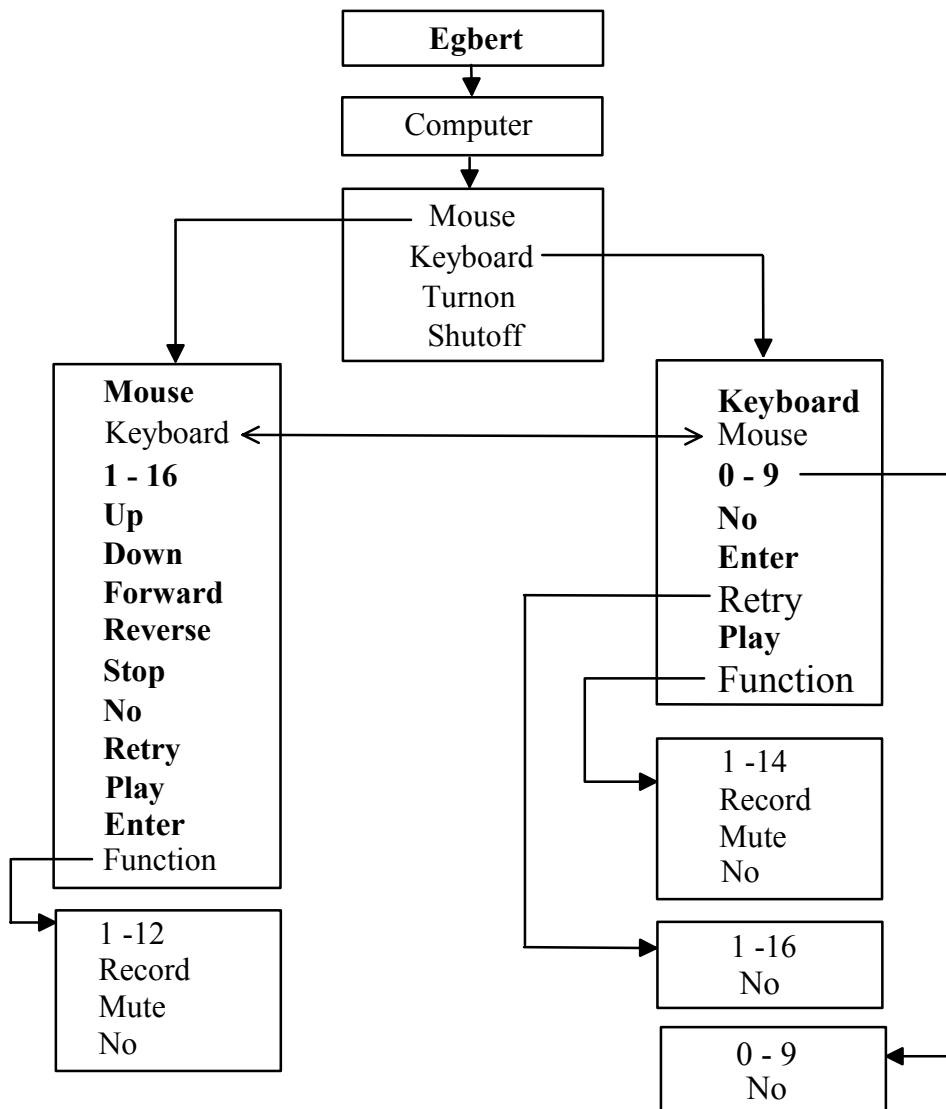 Egbert
Computer
Mouse
Keyboard
Turnon
Shutoff
Mouse
Keyboard
1 - 16
Up
Down
Forward
Reverse
Stop
No
Retry
Play
Enter
Function
1 -12
Record
Mute
No
Keyboard
Mouse
0 - 9
No
Enter
Retry
Play
Function
1 -14
Record
Mute
No
1 -16
No
0 - 9
No